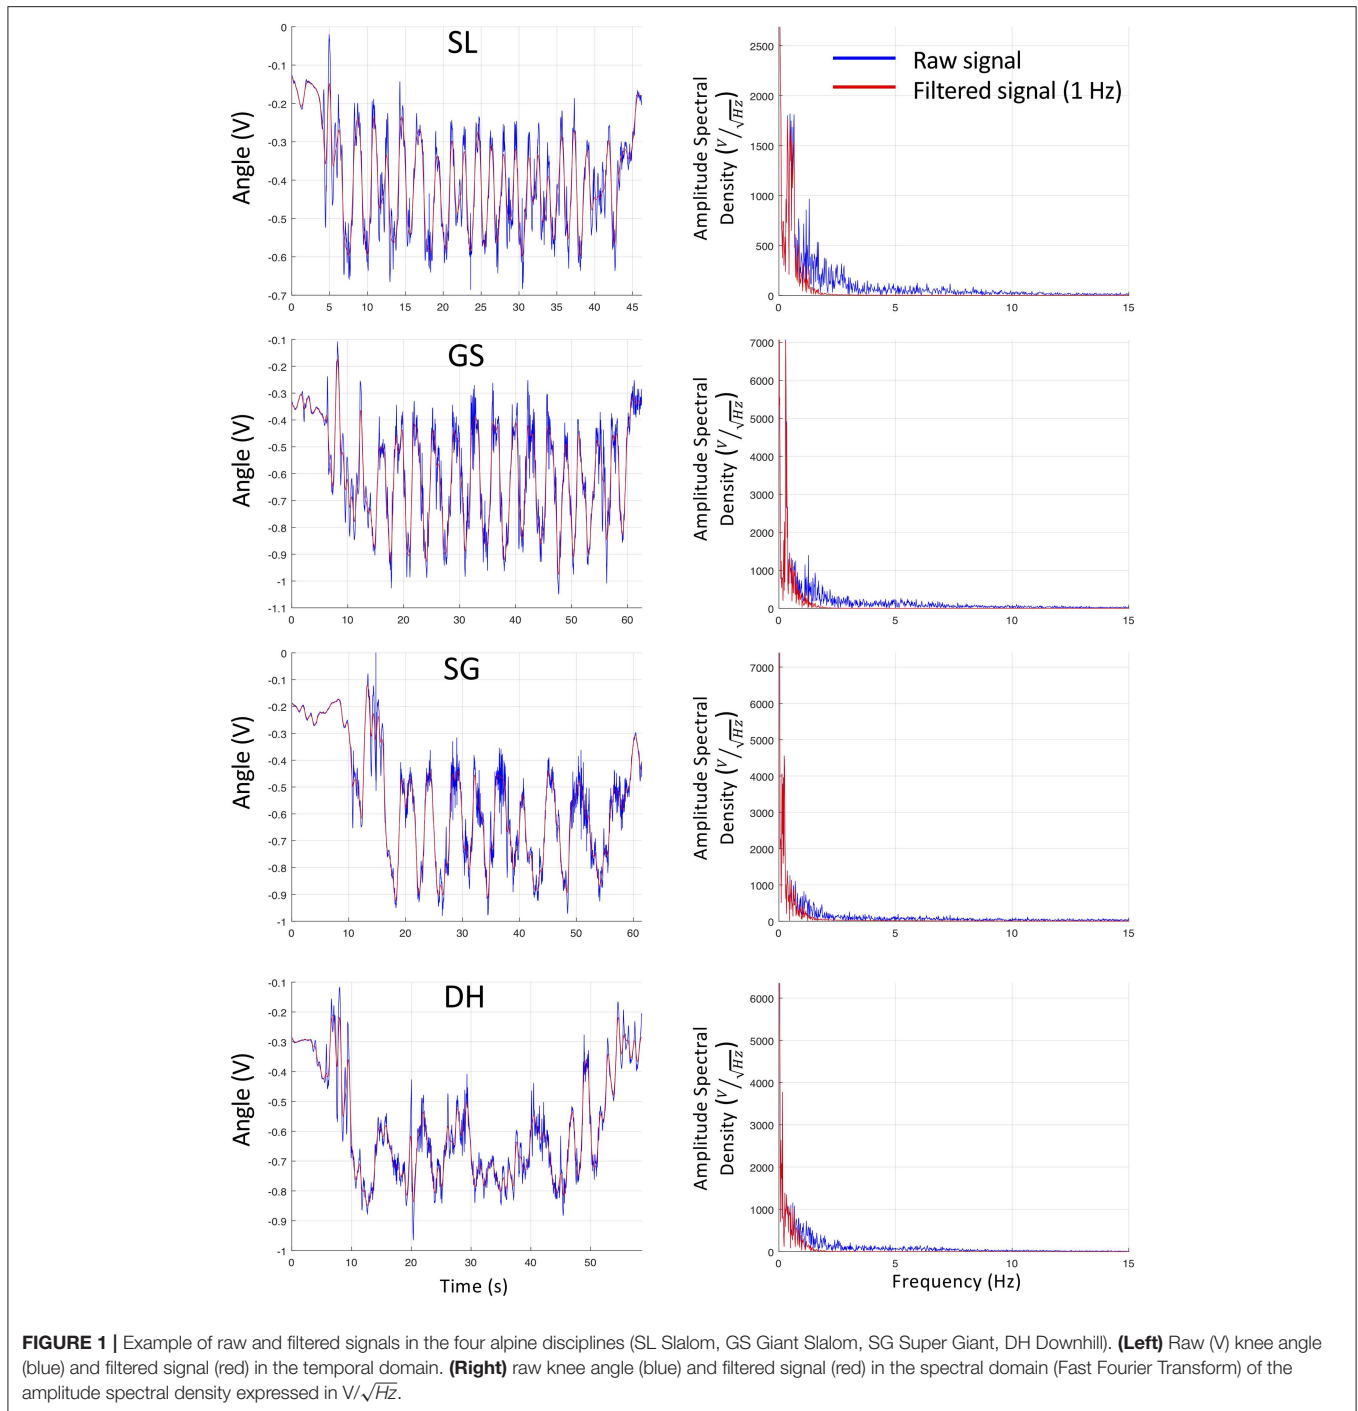 SL
Angle (V)
0
-0.1
-0.2
-0.3
-0.4
-0.5
-0.6
-0.7
0 5 10 15 20 25 30 35 40 45
Raw signal
Filtered signal (1 Hz)
Amplitude Spectral
Density (V/√Hz)
2500
2000
1500
1000
500
0
0 5 10 15
GS
Angle (V)
-0.1
-0.2
-0.3
-0.4
-0.5
-0.6
-0.7
-0.8
-0.9
-1
-1.1
0 10 20 30 40 50 60
Amplitude Spectral
Density (V/√Hz)
7000
6000
5000
4000
3000
2000
1000
0
0 5 10 15
SG
Angle (V)
0
-0.1
-0.2
-0.3
-0.4
-0.5
-0.6
-0.7
-0.8
-0.9
-1
0 10 20 30 40 50 60
Amplitude Spectral
Density (V/√Hz)
7000
6000
5000
4000
3000
2000
1000
0
0 5 10 15
DH
Angle (V)
-0.1
-0.2
-0.3
-0.4
-0.5
-0.6
-0.7
-0.8
-0.9
-1
0 10 20 30 40 50
Time (s)
Amplitude Spectral
Density (V/√Hz)
6000
5000
4000
3000
2000
1000
0
0 5 10 15
Frequency (Hz)
FIGURE 1 | Example of raw and filtered signals in the four alpine disciplines (SL Slalom, GS Giant Slalom, SG Super Giant, DH Downhill). (Left) Raw (V) knee angle
(blue) and filtered signal (red) in the temporal domain. (Right) raw knee angle (blue) and filtered signal (red) in the spectral domain (Fast Fourier Transform) of the
amplitude spectral density expressed in V/√Hz.